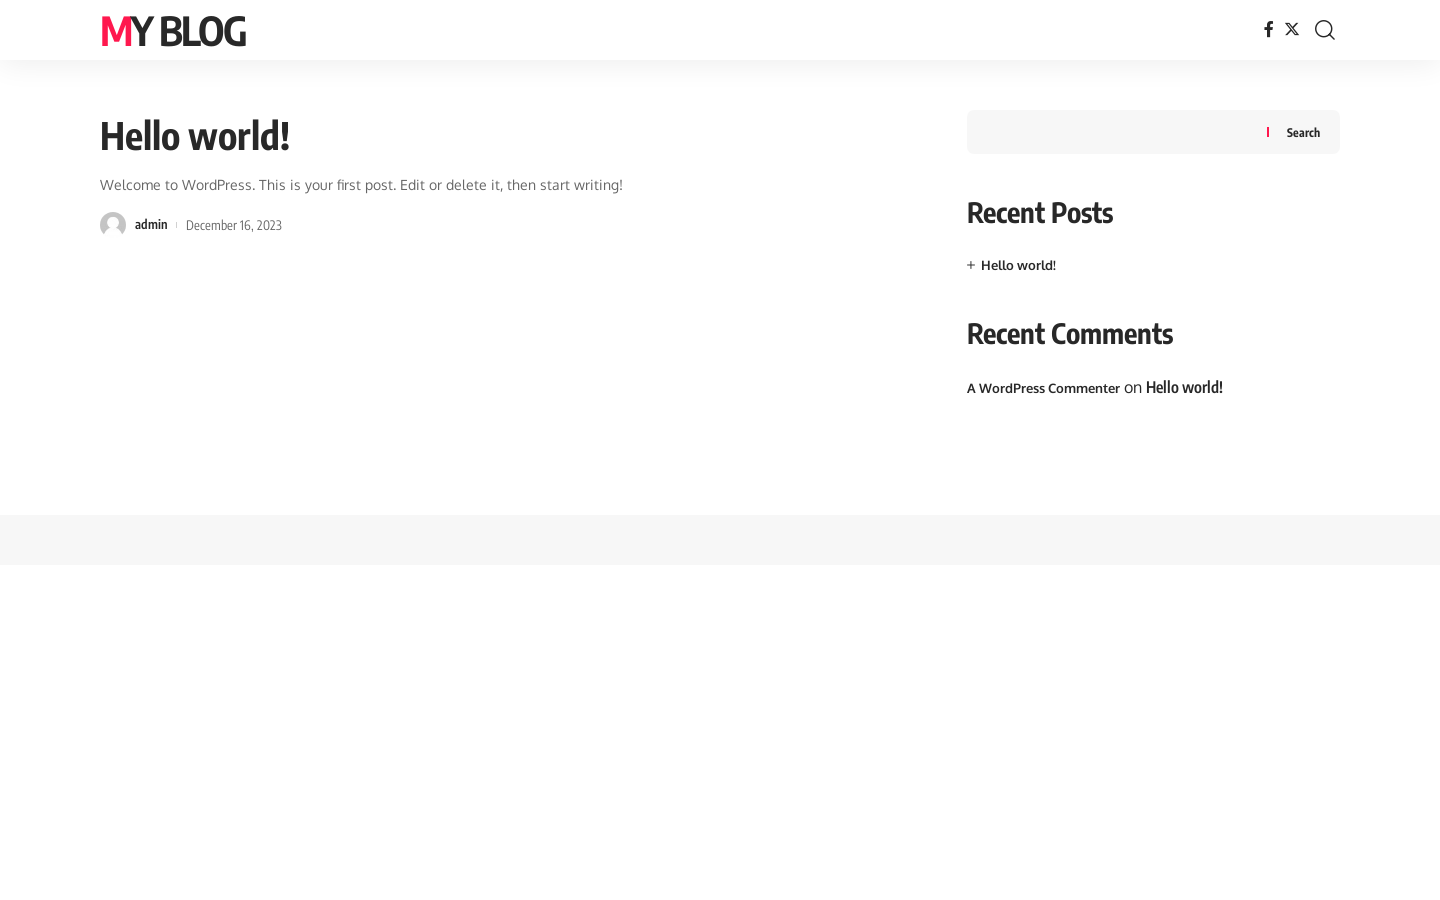 MY BLOG
Hello world!
Welcome to WordPress. This is your first post. Edit or delete it, then start writing!
admin
December 16, 2023
Search
Recent Posts
Hello world!
Recent Comments
A WordPress Commenter on Hello world!